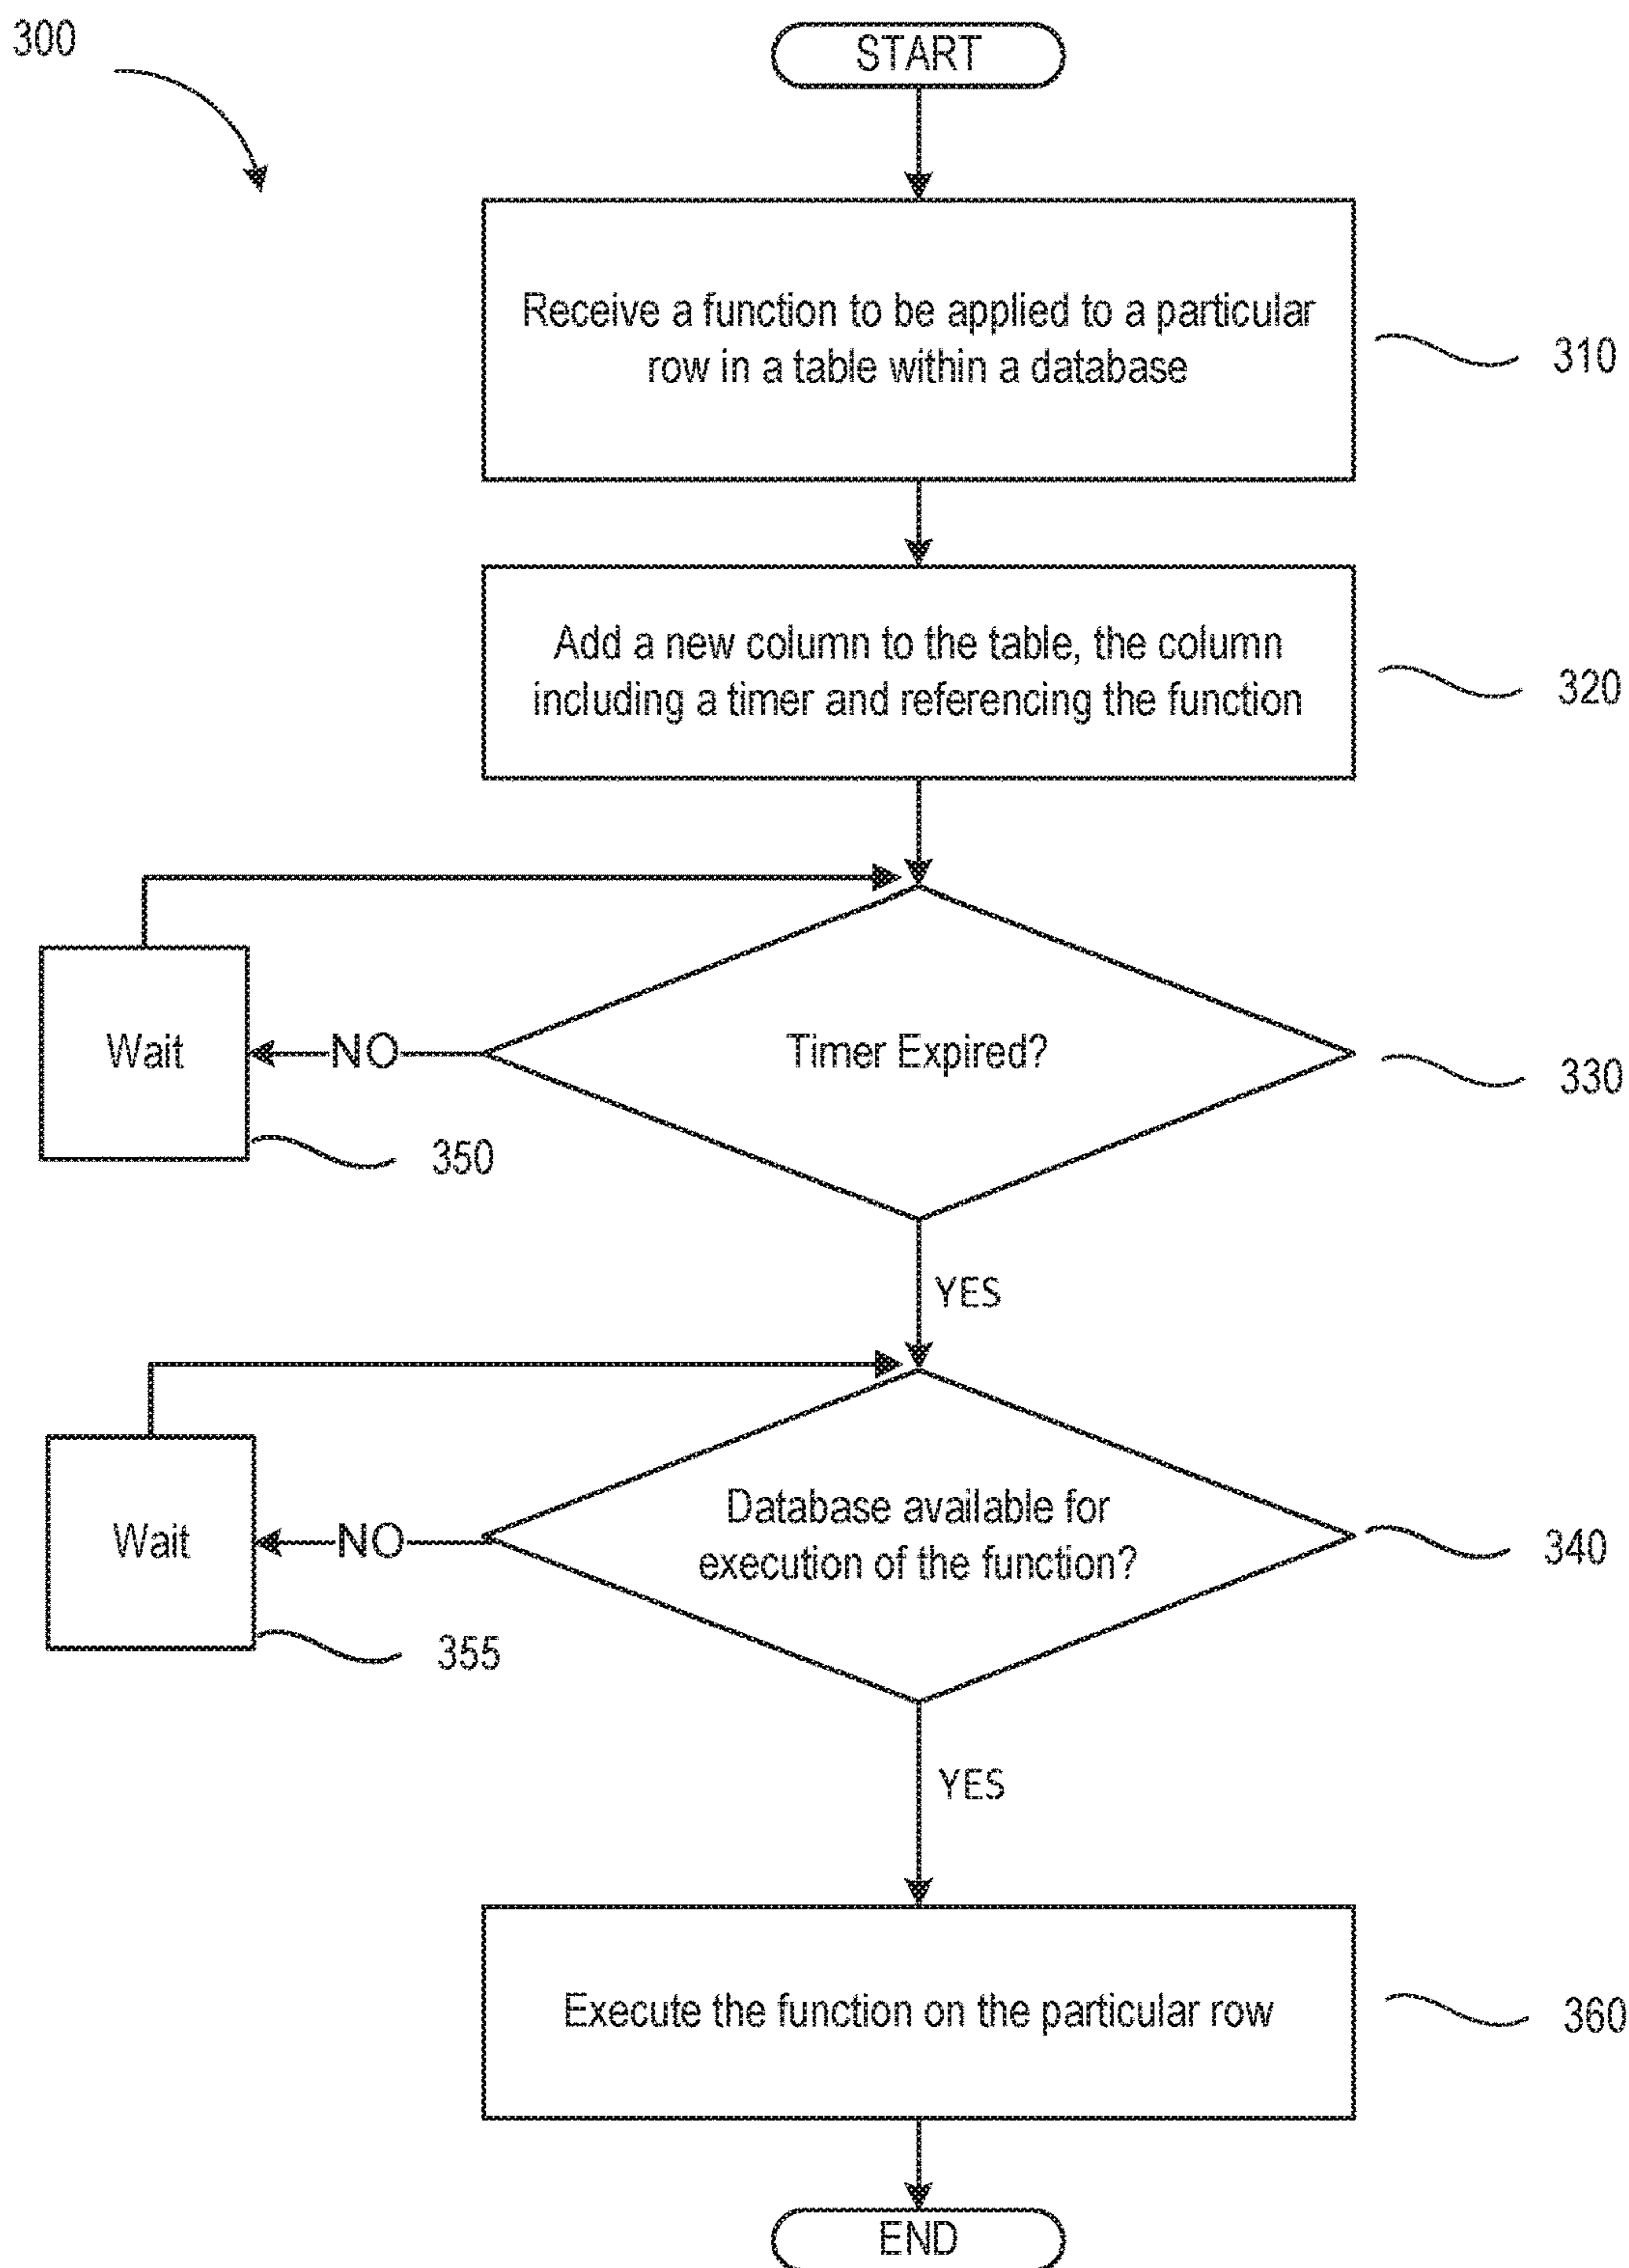 300
START
Receive a function to be applied to a particular
row in a table within a database
310
Add a new column to the table, the column
including a timer and referencing the function
320
Timer Expired?
330
NO
Wait
350
YES
Database available for
execution of the function?
340
NO
Wait
355
YES
Execute the function on the particular row
360
END